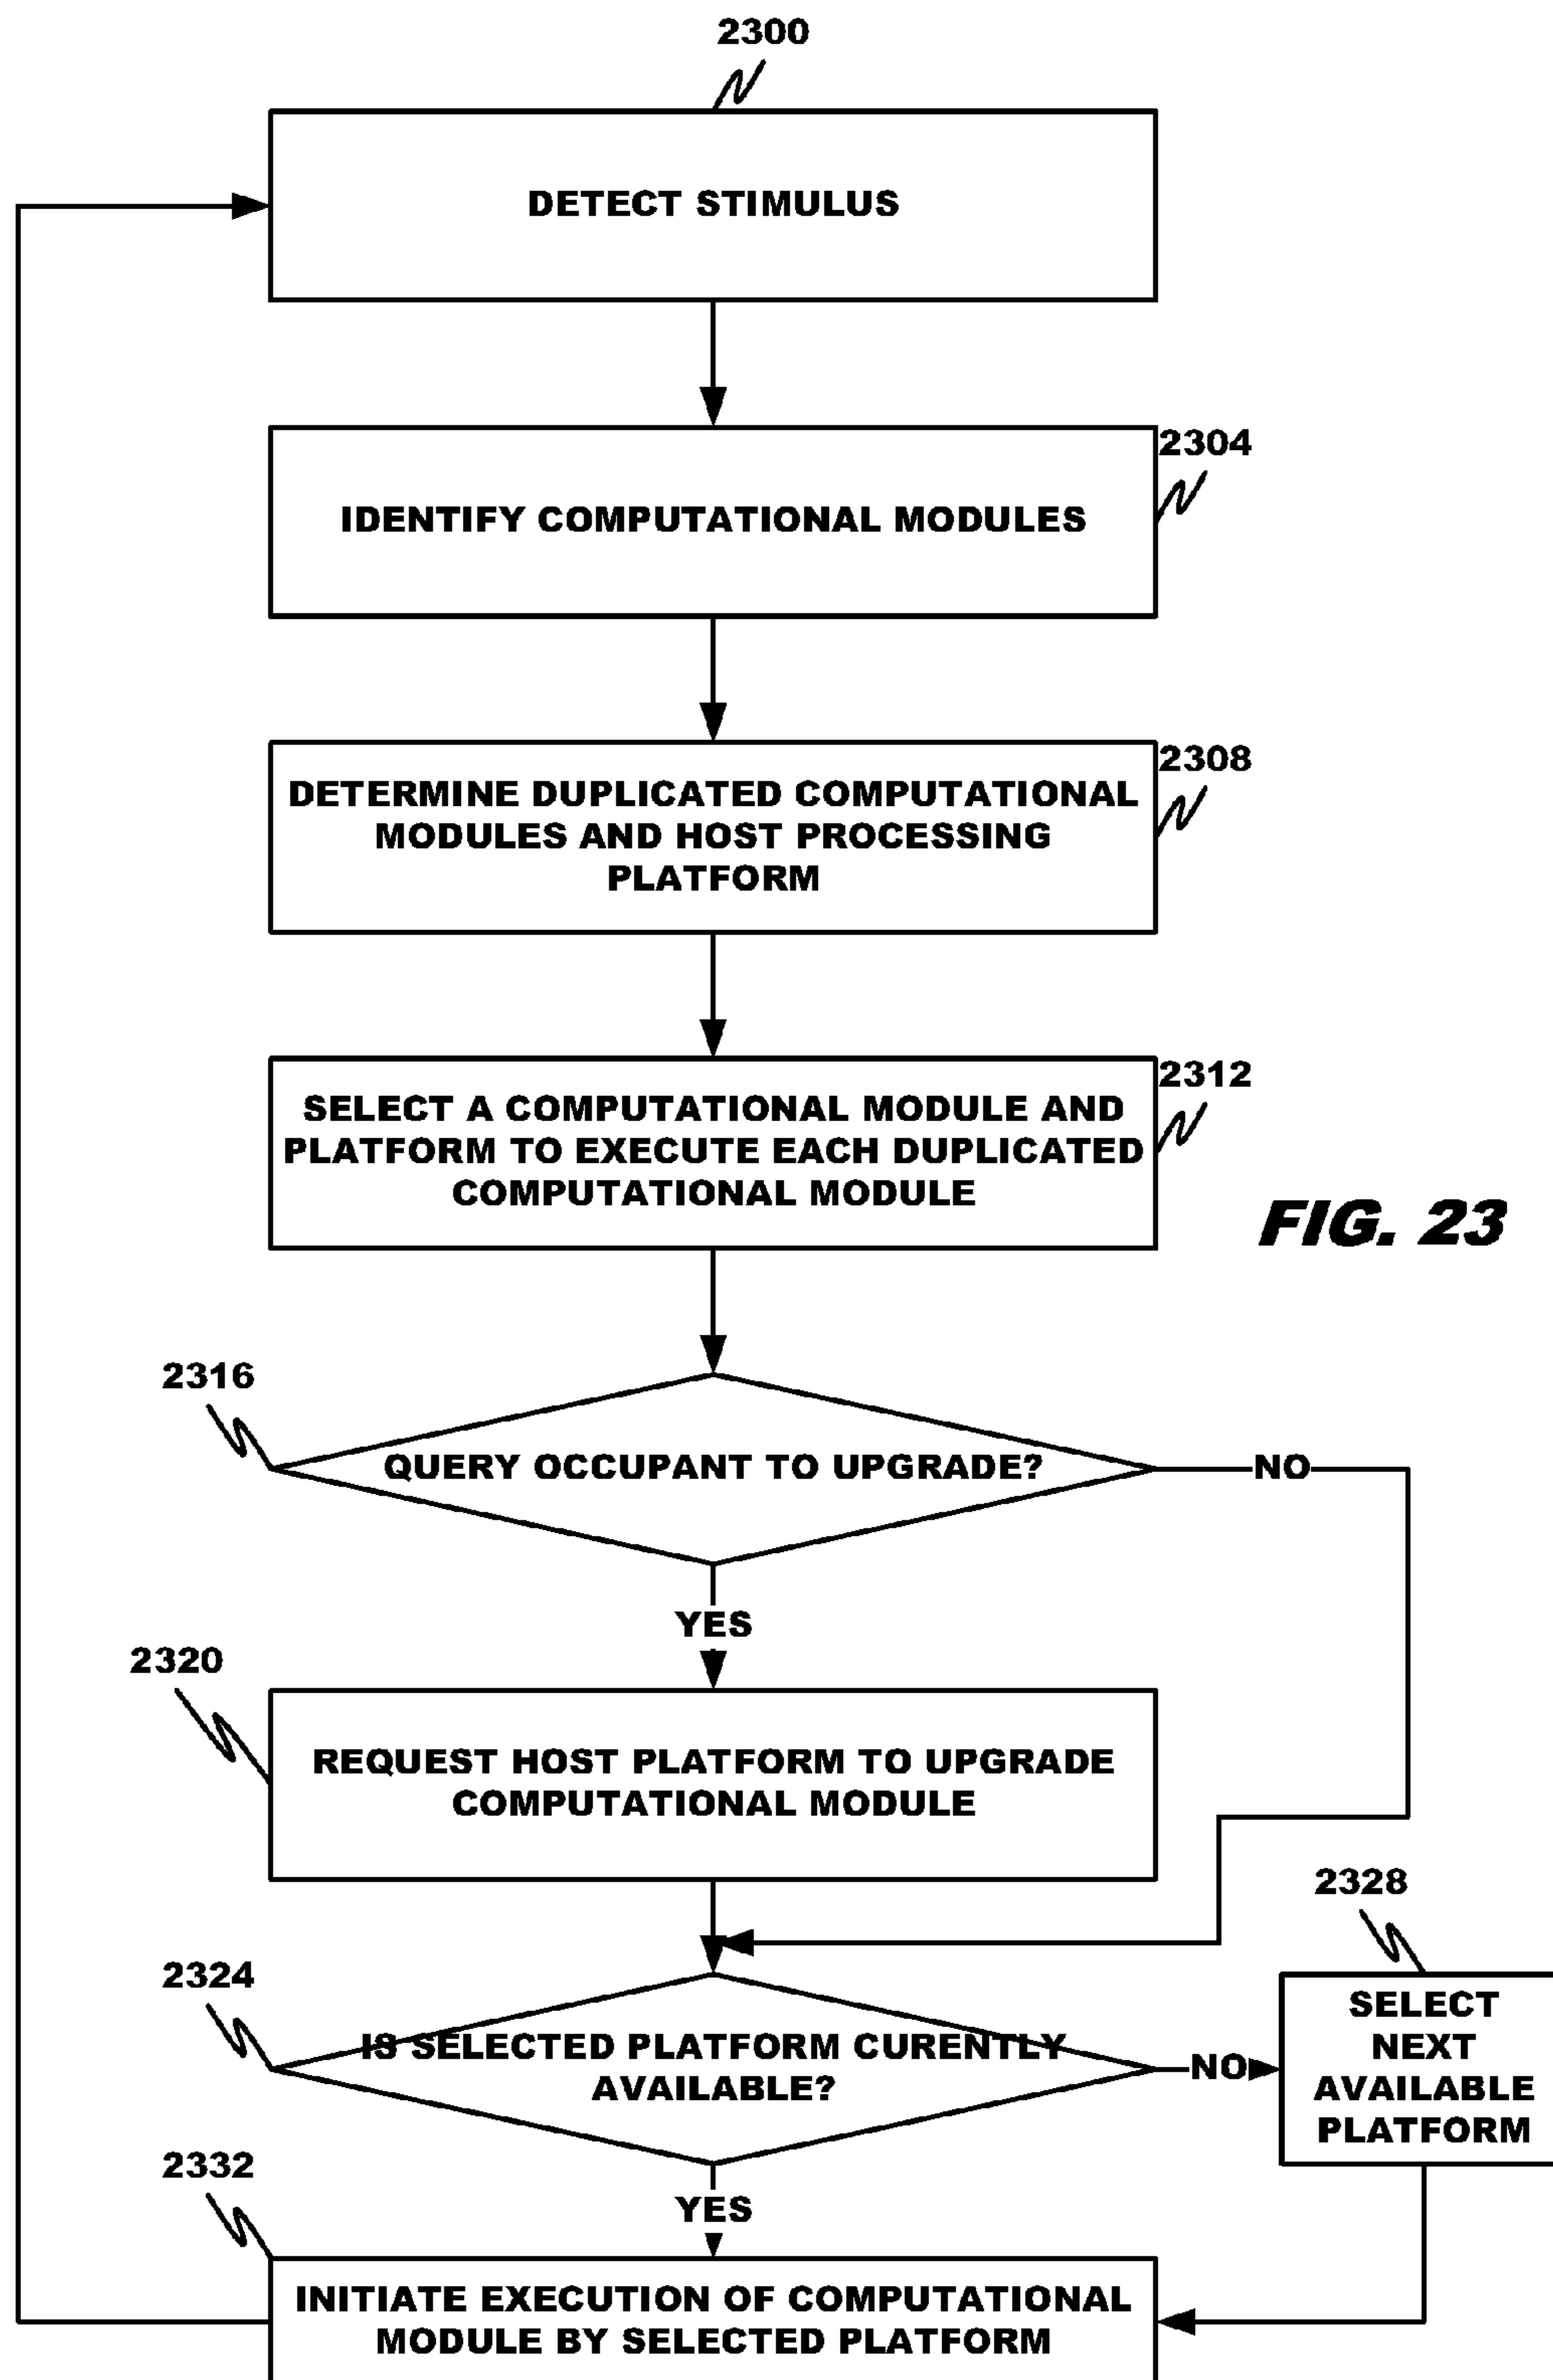 2300
DETECT STIMULUS
2304
IDENTIFY COMPUTATIONAL MODULES
2308
DETERMINE DUPLICATED COMPUTATIONAL
MODULES AND HOST PROCESSING
PLATFORM
2312
SELECT A COMPUTATIONAL MODULE AND
PLATFORM TO EXECUTE EACH DUPLICATED
COMPUTATIONAL MODULE
FIG. 23
2316
QUERY OCCUPANT TO UPGRADE?
NO
YES
2320
REQUEST HOST PLATFORM TO UPGRADE
COMPUTATIONAL MODULE
2324
IS SELECTED PLATFORM CURENTLY
AVAILABLE?
NO
2328
SELECT
NEXT
AVAILABLE
PLATFORM
YES
2332
INITIATE EXECUTION OF COMPUTATIONAL
MODULE BY SELECTED PLATFORM